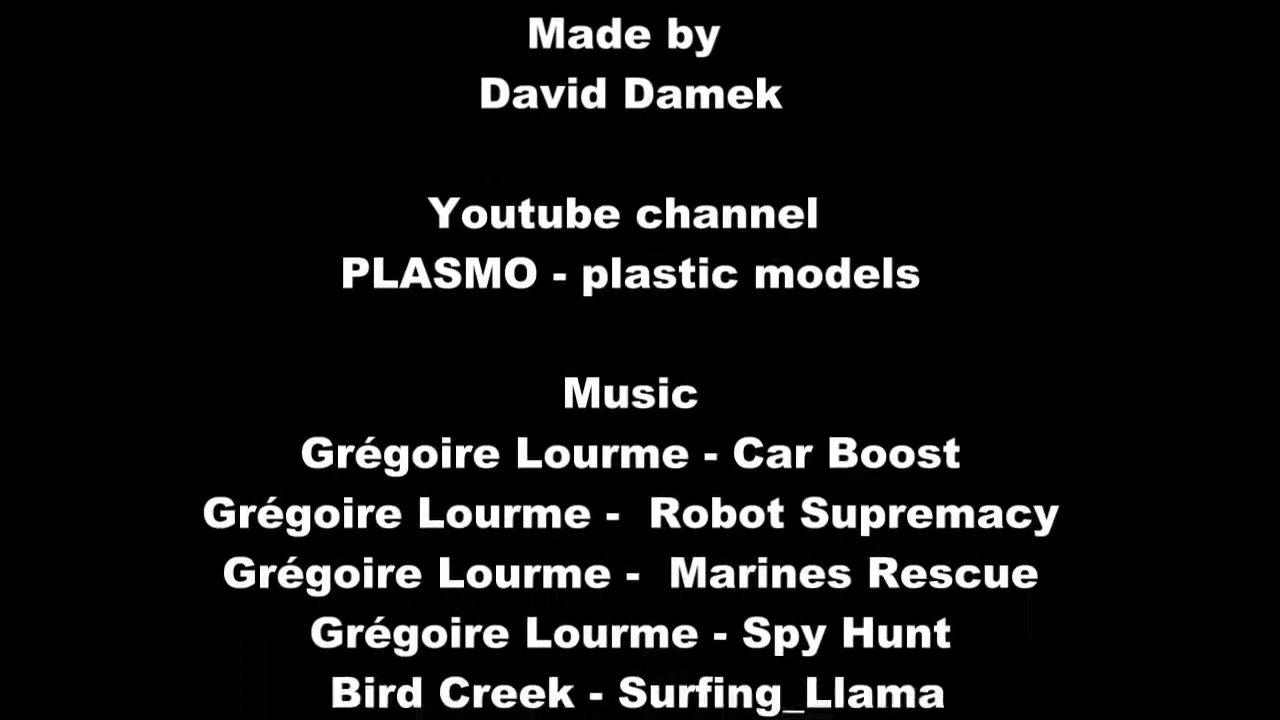 Made by
David Damek
Youtube channel
PLASMO - plastic models
Music
Grégoire Lourme - Car Boost
Grégoire Lourme -  Robot Supremacy
Grégoire Lourme -  Marines Rescue
Grégoire Lourme - Spy Hunt
Bird Creek - Surfing_Llama